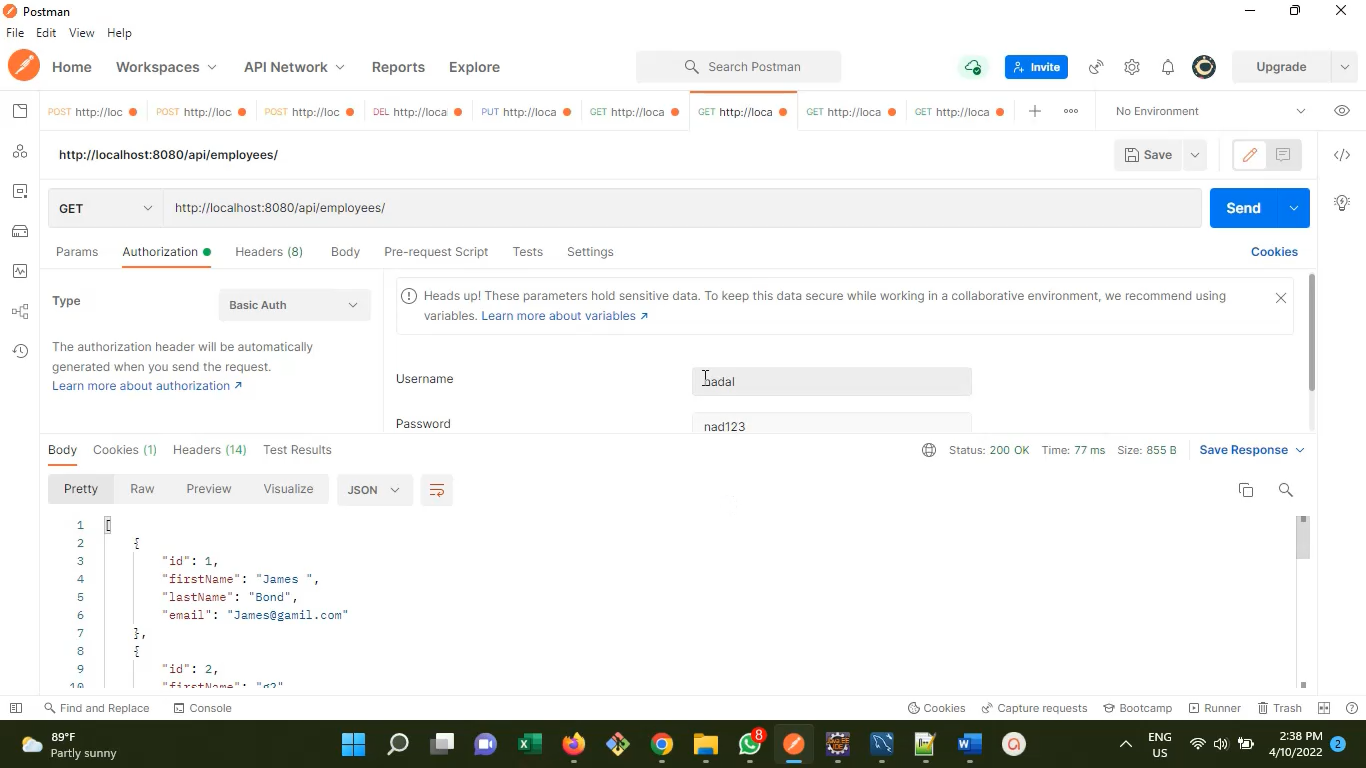 Postman
File Edit View Help
Home Workspaces API Network Reports Explore Search Postman Invite Upgrade
POST http://loc POST http://loca POST http://loc DEL http://loca PUT http://loca GET http://loca GET http://loca GET http://loca GET http://loca No Environment
http://localhost:8080/api/employees/ Save
GET http://localhost:8080/api/employees/ Send
Params Authorization Headers (8) Body Pre-request Script Tests Settings Cookies
Type Basic Auth
Heads up! These parameters hold sensitive data. To keep this data secure while working in a collaborative environment, we recommend using
variables. Learn more about variables ↗
The authorization header will be automatically
generated when you send the request.
Learn more about authorization ↗
Username nadal
Password nad123
Body Cookies (1) Headers (14) Test Results Status: 200 OK Time: 77 ms Size: 855 B Save Response
Pretty Raw Preview Visualize JSON
1 [
2 {
3 "id": 1,
4 "firstName": "James ",
5 "lastName": "Bond",
6 "email": "James@gamil.com"
7 },
8 {
9 "id": 2,
10 "firstName": "g2"
Find and Replace Console Cookies Capture requests Bootcamp Runner Trash
89°F
Partly sunny
8
ENG
US
2:38 PM
4/10/2022
2